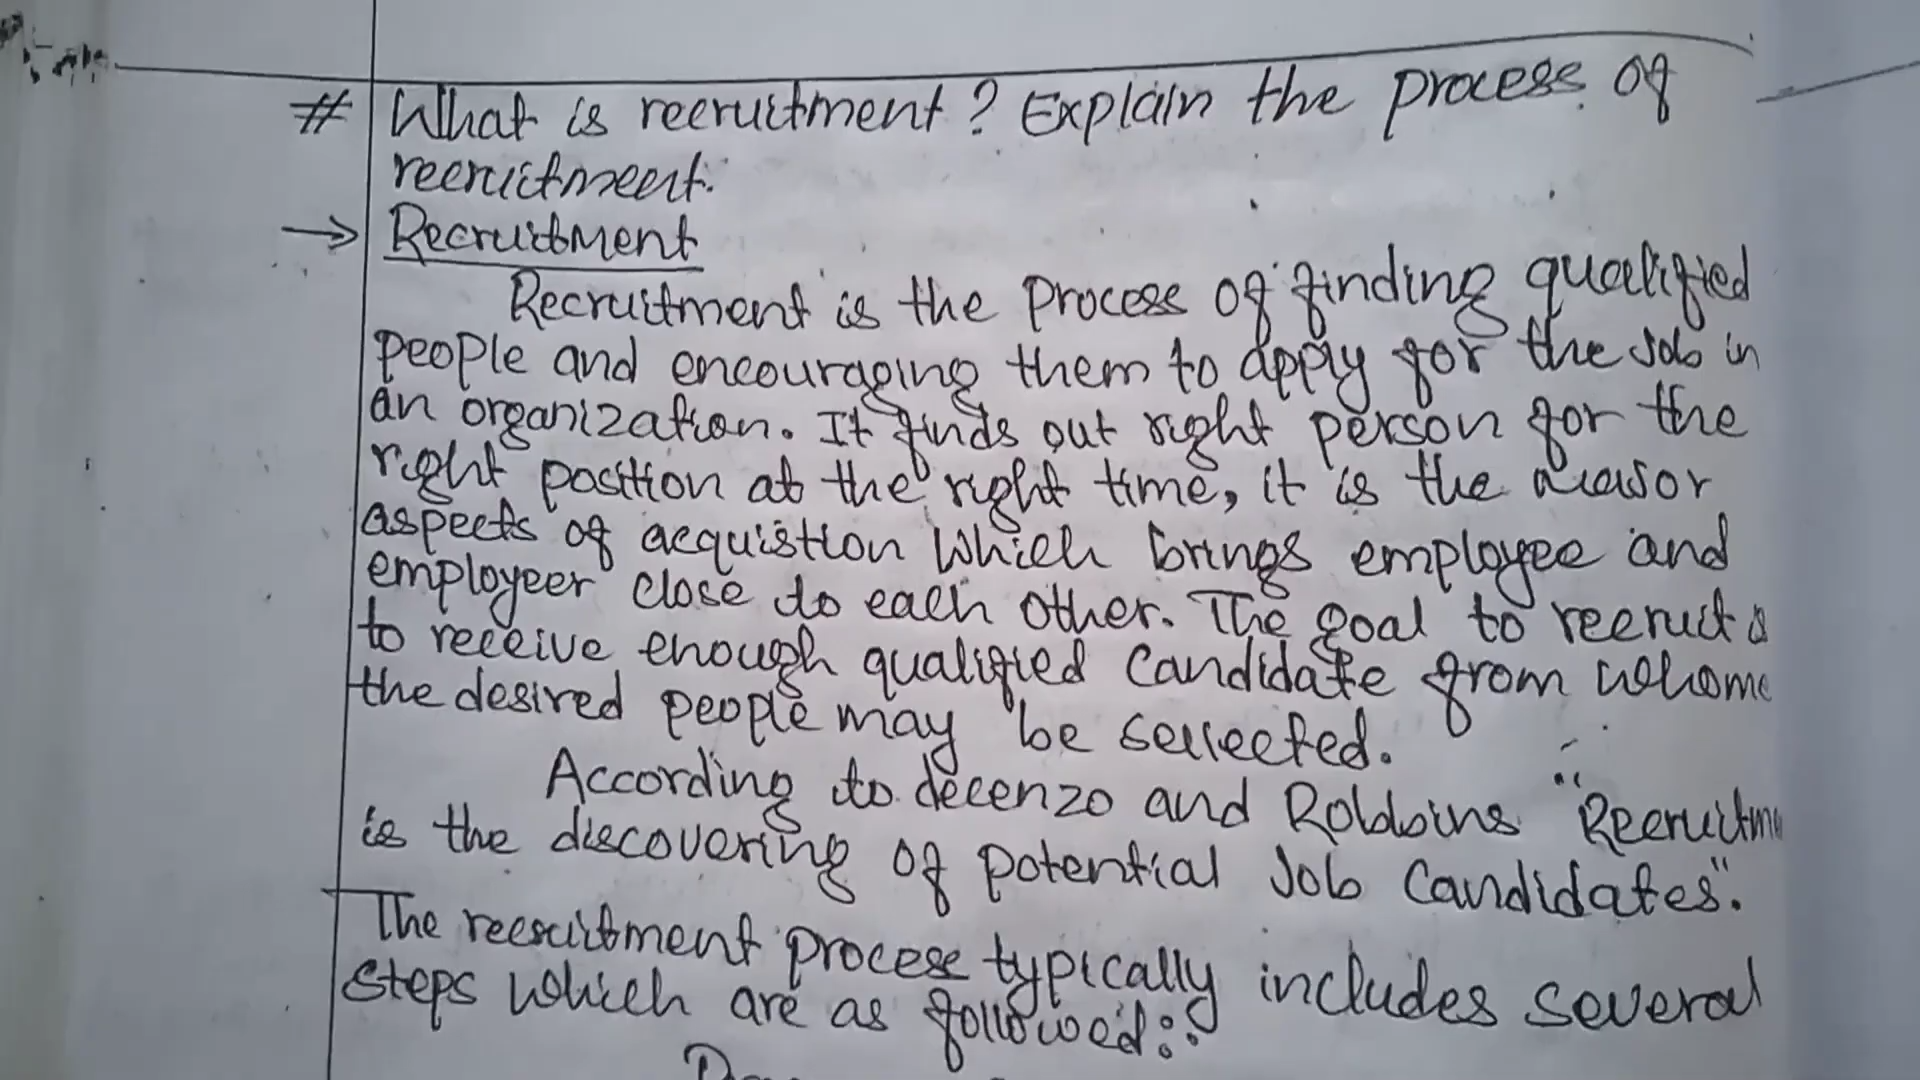 # What is recruitment? Explain the process of
recruitment.
→ Recruitment
Recruitment is the process of finding qualified
people and encouraging them to apply for the Job in
an organization. It finds out right person for the
right position at the right time, it is the major
aspects of acquistion which brings employee and
employeer close to each other. The goal to recruit
to receive enough qualified candidate from whome
the desired people may be sellected.
According to decenzo and Robbins "Recruitm
is the discovering of potential Job Candidates".
The recruitment process typically includes several
steps which are as followed: